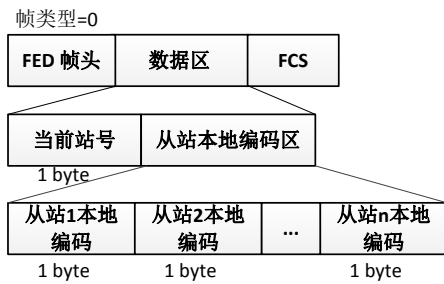 帧类型=0
FED 帧头 数据区 FCS
当前站号 从站本地编码区
1 byte
从站1本地编码 从站2本地编码 ... 从站n本地编码
1 byte 1 byte 1 byte